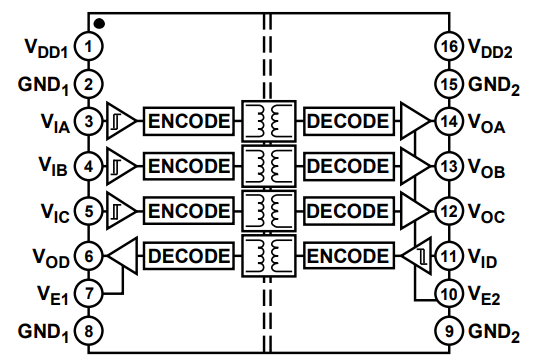 VDD1 1 16 VDD2
GND1 2 15 GND2
VIA 3 ENCODE DECODE 14 VOA
VIB 4 ENCODE DECODE 13 VOB
VIC 5 ENCODE DECODE 12 VOC
VOD 6 DECODE ENCODE 11 VID
VE1 7 10 VE2
GND1 8 9 GND2